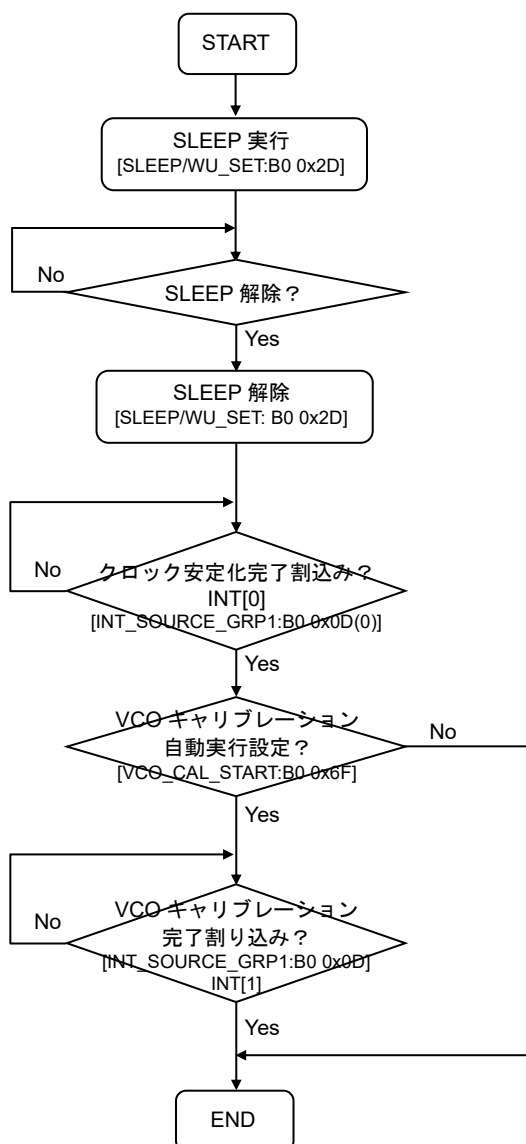 START
SLEEP 実行
[SLEEP/WU_SET:B0 0x2D]
No
SLEEP 解除？
Yes
SLEEP 解除
[SLEEP/WU_SET: B0 0x2D]
No
クロック安定化完了割込み？
INT[0]
[INT_SOURCE_GRP1:B0 0x0D(0)]
Yes
VCO キャリブレーション
自動実行設定？
[VCO_CAL_START:B0 0x6F]
No
Yes
No
VCO キャリブレーション
完了割り込み？
[INT_SOURCE_GRP1:B0 0x0D]
INT[1]
Yes
END